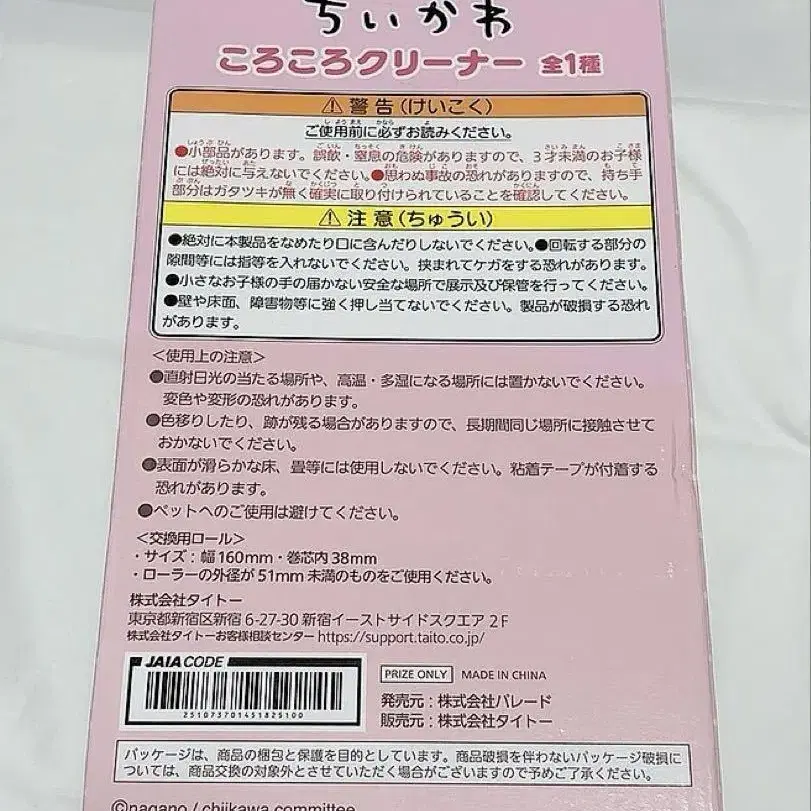 ちいかわ
ころころクリーナー 全1種
⚠警告(けいこく)
ご使用前に必ずお読みください。
●小部品があります。誤飲・窒息の危険がありますので、3才未満のお子様
には絶対に与えないでください。●思わぬ事故の恐れがありますので、持ち手
部分はガタツキが無く確実に取り付けられていることを確認してください。
⚠注意(ちゅうい)
●絶対に本製品をなめたり口に含んだりしないでください。●回転する部分の
隙間等には指等を入れないでください。挟まれてケガをする恐れがあります。
●小さなお子様の手の届かない安全な場所で展示及び保管を行ってください。
●壁や床面、障害物等に強く押し当てないでください。製品が破損する恐れ
があります。
<使用上の注意>
●直射日光の当たる場所や、高温・多湿になる場所には置かないでください。
変色や変形の恐れがあります。
●色移りしたり、跡が残る場合がありますので、長期間同じ場所に接触させて
おかないでください。
●表面が滑らかな床、畳等には使用しないでください。粘着テープが付着する
恐れがあります。
●ペットへのご使用は避けてください。
<交換用ロール>
・サイズ：幅160mm・巻芯内38mm
・ローラーの外径が51mm未満のものをご使用ください。
株式会社タイトー
東京都新宿区新宿6-27-30 新宿イーストサイドスクエア 2F
株式会社タイトーお客様相談センター https://support.taito.co.jp/
JAIA CODE
251073701451825100
PRIZE ONLY MADE IN CHINA
発売元：株式会社パレード
販売元：株式会社タイトー
パッケージは、商品の梱包と保護を目的としています。商品破損を伴わないパッケージ破損に
ついては、商品交換の対象外とさせていただく場合がございますので予めご了承ください。
©nagano / chiikawa committee